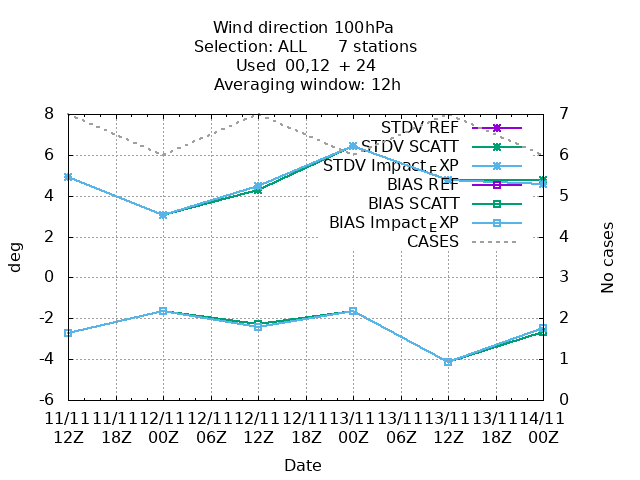 Wind direction 100hPa
Selection: ALL 7 stations
Used 00,12 + 24
Averaging window: 12h
8 7
STDV REF
STDV SCATT
6 6
STDV Impact_EXP
BIAS REF
4 5
BIAS SCATT
BIAS Impact_EXP
2 4
CASES
deg
No cases
0 3
-2 2
-4 1
-6 0
11/11 11/11 12/11 12/11 12/11 12/11 13/11 13/11 13/11 13/11 14/11
12Z 18Z 00Z 06Z 12Z 18Z 00Z 06Z 12Z 18Z 00Z
Date